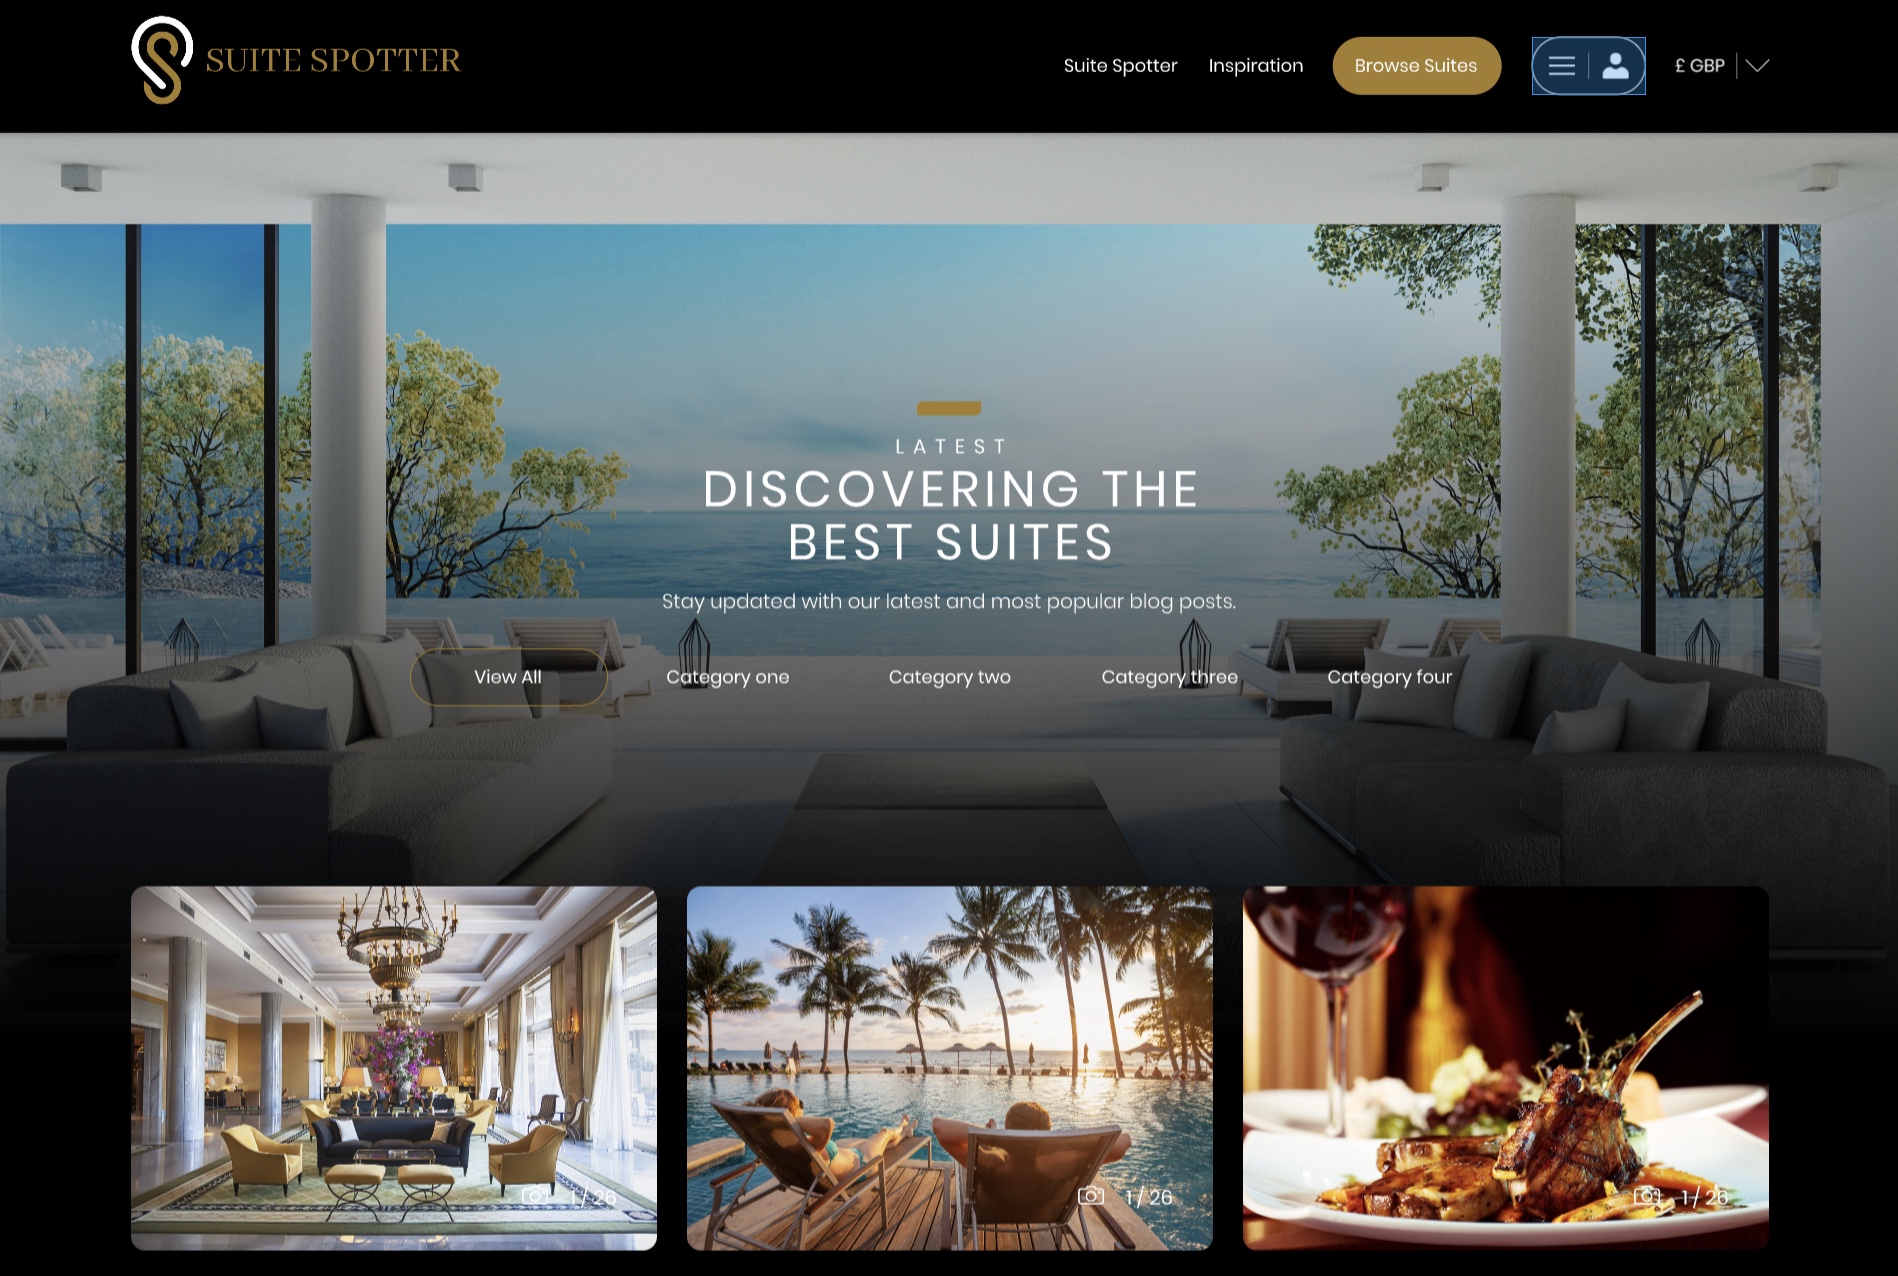 SUITE SPOTTER
Suite Spotter
Inspiration
Browse Suites
£ GBP
LATEST
DISCOVERING THE
BEST SUITES
Stay updated with our latest and most popular blog posts.
View All
Category one
Category two
Category three
Category four
1 / 26
1 / 26
1 / 26